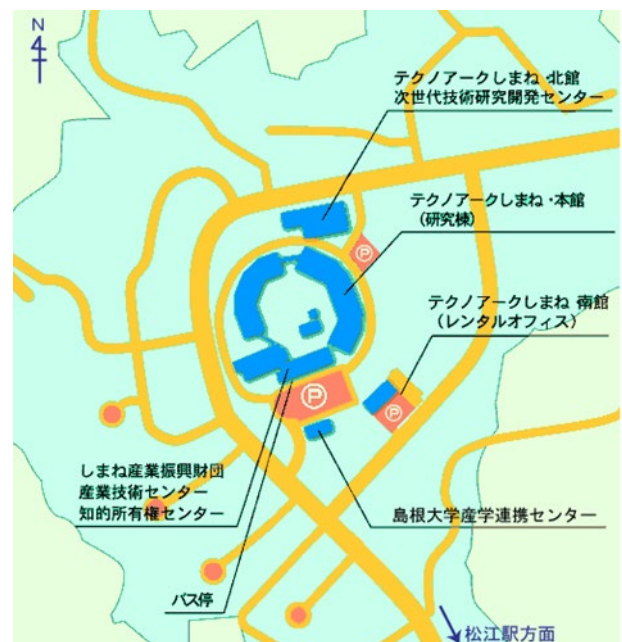 N
テクノアークしまね・北館
次世代技術研究開発センター
テクノアークしまね・本館
(研究棟)
P
テクノアークしまね 南館
(レンタルオフィス)
P
P
しまね産業振興財団
産業技術センター
知的所有権センター
島根大学産学連携センター
バス停
松江駅方面